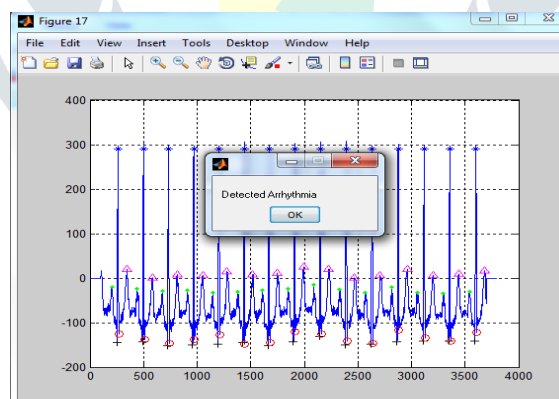 Figure 17
File Edit View Insert Tools Desktop Window Help
400
300
200
100
0
-100
-200
0 500 1000 1500 2000 2500 3000 3500 4000
Detected Arrhythmia
OK